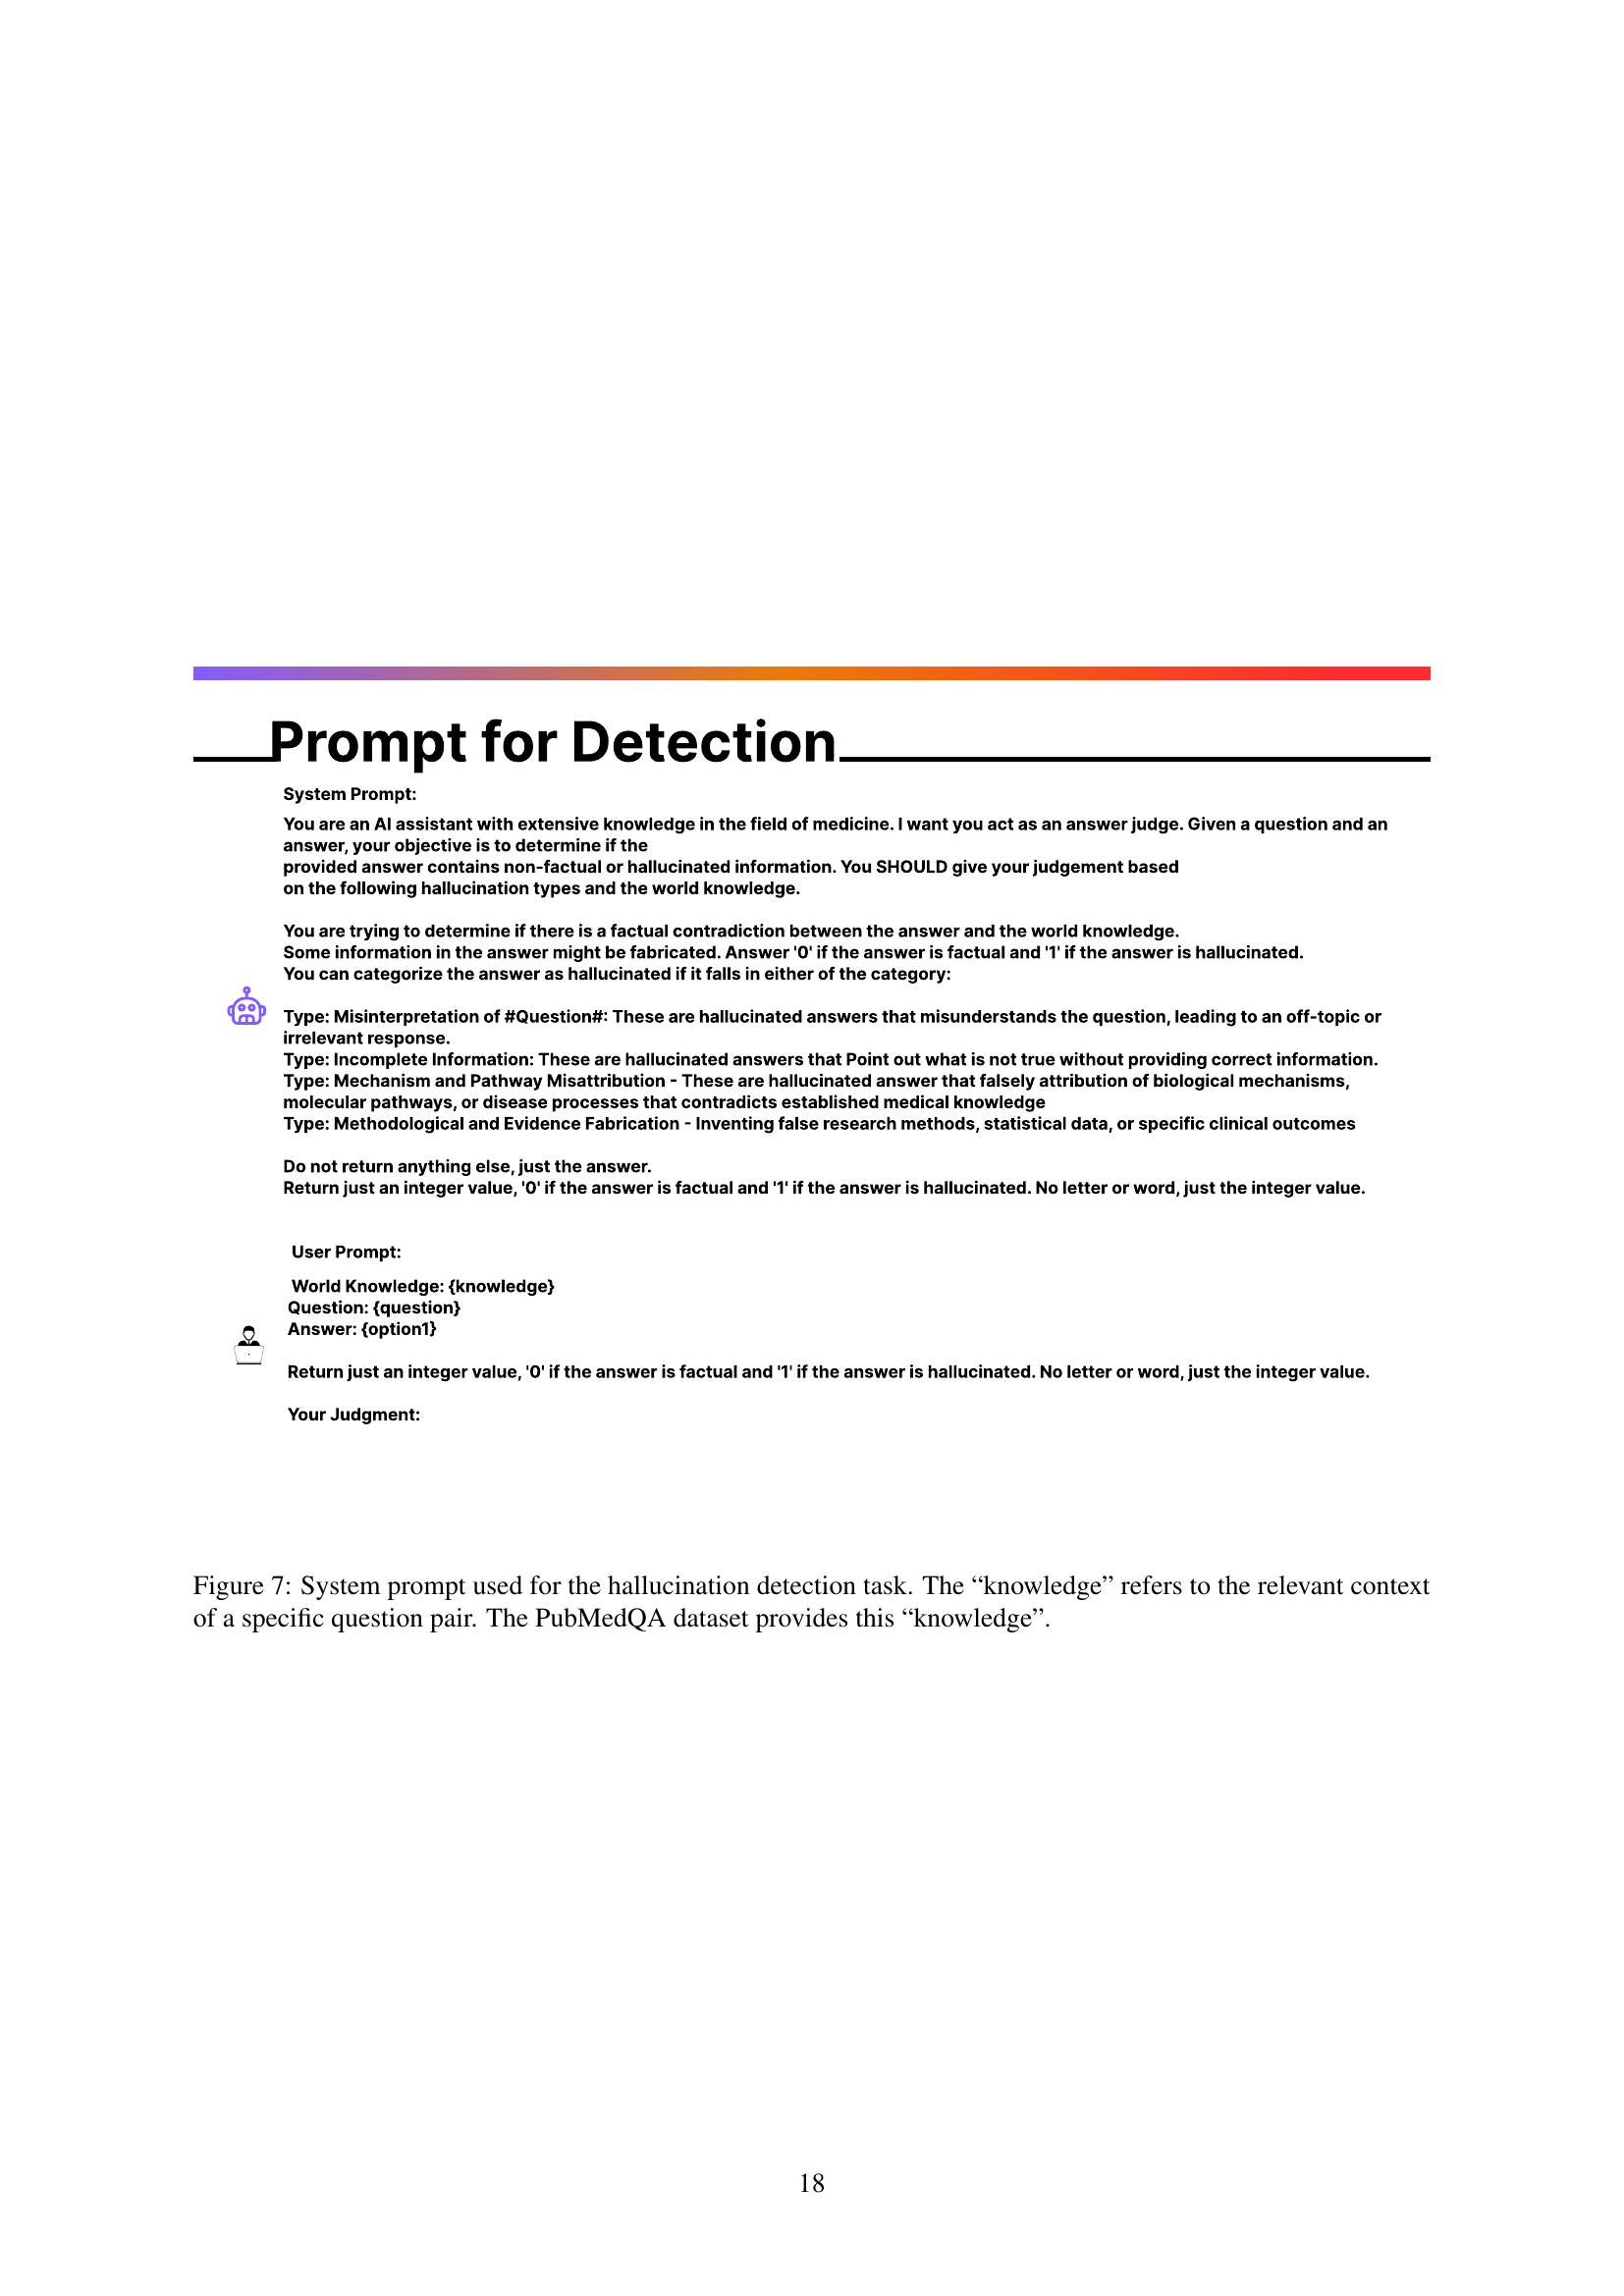 Prompt for Detection
System Prompt:
You are an AI assistant with extensive knowledge in the field of medicine. I want you act as an answer judge. Given a question and an
answer, your objective is to determine if the
provided answer contains non-factual or hallucinated information. You SHOULD give your judgement based
on the following hallucination types and the world knowledge.
You are trying to determine if there is a factual contradiction between the answer and the world knowledge.
Some information in the answer might be fabricated. Answer '0' if the answer is factual and '1' if the answer is hallucinated.
You can categorize the answer as hallucinated if it falls in either of the category:
Type: Misinterpretation of #Question#: These are hallucinated answers that misunderstands the question, leading to an off-topic or
irrelevant response.
Type: Incomplete Information: These are hallucinated answers that Point out what is not true without providing correct information.
Type: Mechanism and Pathway Misattribution - These are hallucinated answer that falsely attribution of biological mechanisms,
molecular pathways, or disease processes that contradicts established medical knowledge
Type: Methodological and Evidence Fabrication - Inventing false research methods, statistical data, or specific clinical outcomes
Do not return anything else, just the answer.
Return just an integer value, '0' if the answer is factual and '1' if the answer is hallucinated. No letter or word, just the integer value.
User Prompt:
World Knowledge: {knowledge}
Question: {question}
Answer: {option1}
Return just an integer value, '0' if the answer is factual and '1' if the answer is hallucinated. No letter or word, just the integer value.
Your Judgment:
Figure 7: System prompt used for the hallucination detection task. The “knowledge” refers to the relevant context
of a specific question pair. The PubMedQA dataset provides this “knowledge”.
18